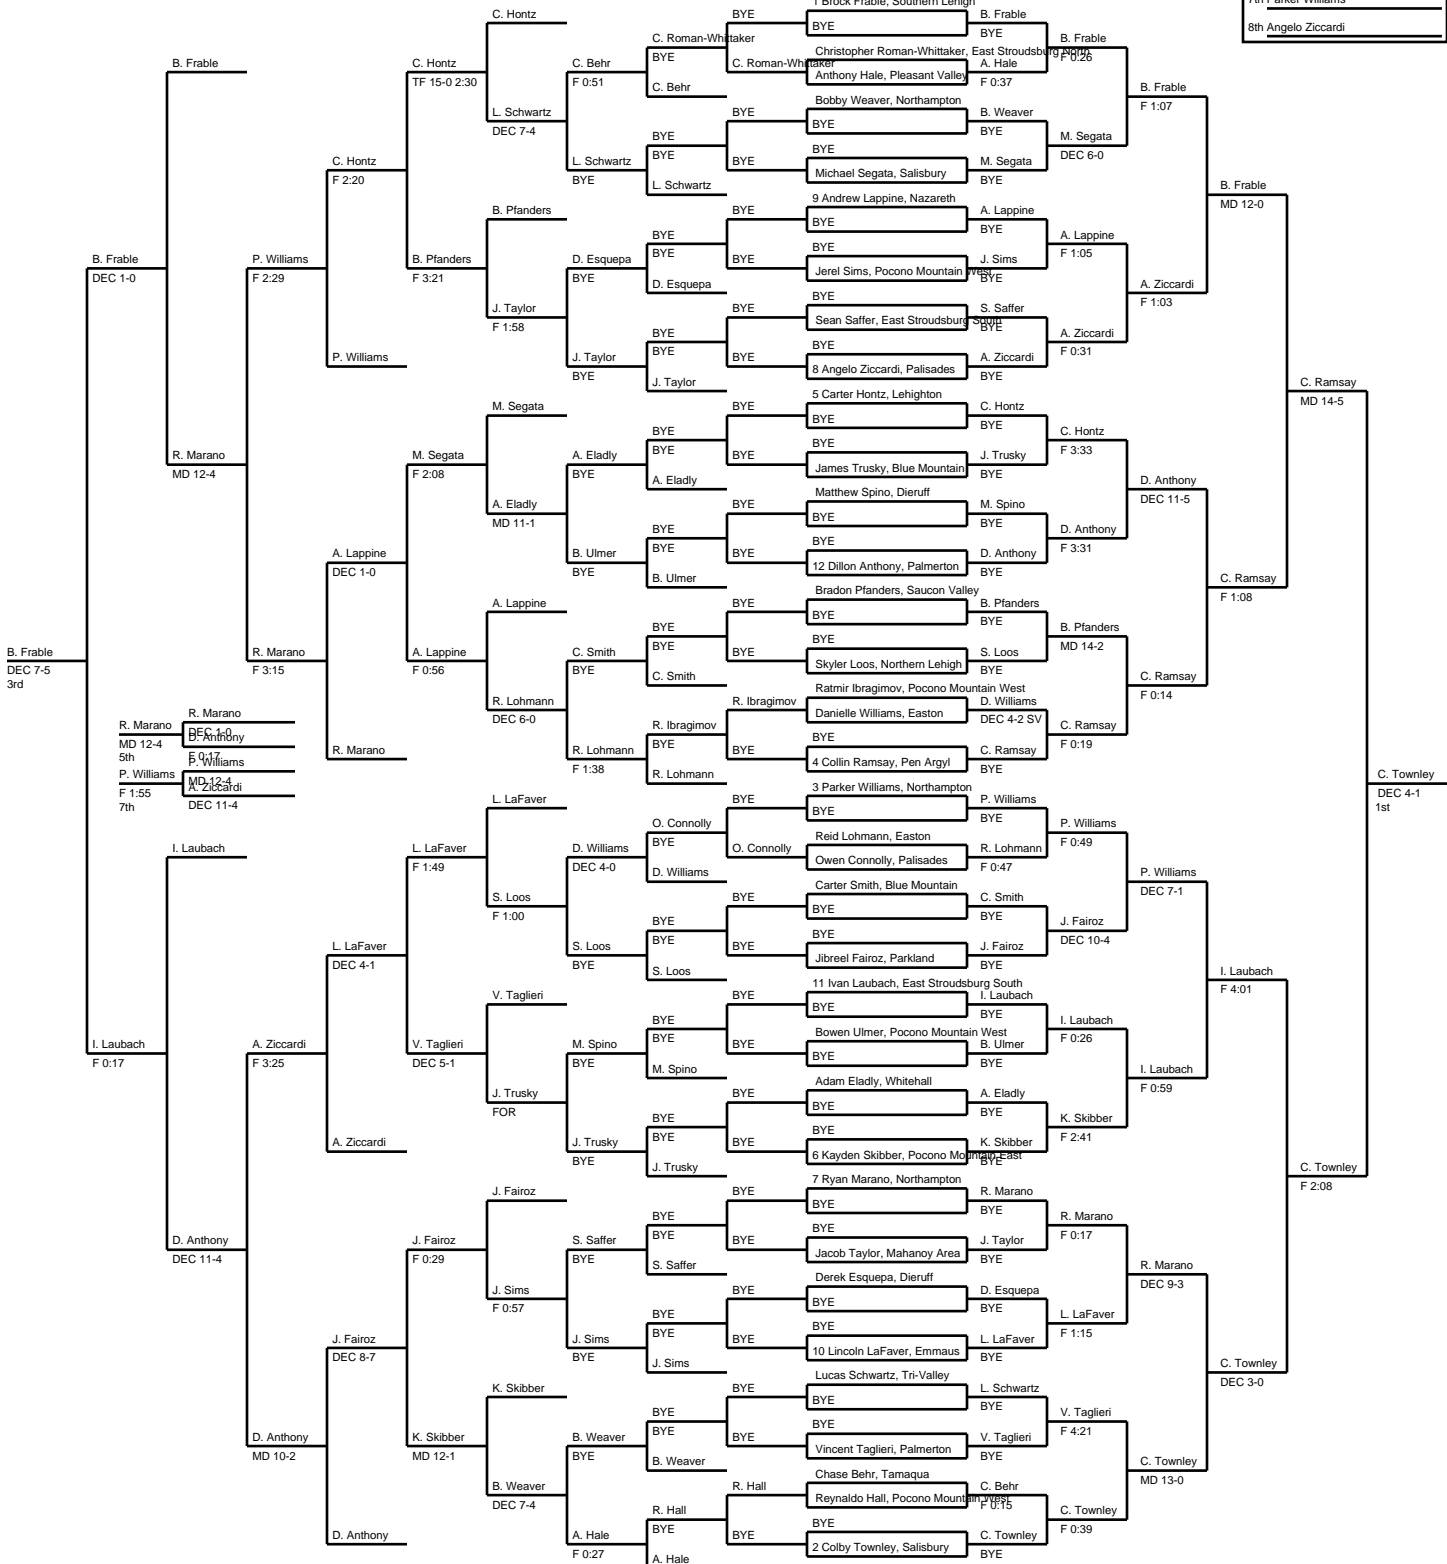 1 Brock Frable, Southern Lehigh
7th Parker Williams
8th Angelo Ziccardi
B. Frable
DEC 7-5
3rd
B. Frable
DEC 1-0
I. Laubach
F 0:17
R. Marano
MD 12-4
5th
R. Marano
DEC 1-0
D. Anthony
F 0:17
P. Williams
F 1:55
7th
P. Williams
MD 12-4
A. Ziccardi
DEC 11-4
B. Frable
R. Marano
MD 12-4
I. Laubach
D. Anthony
DEC 11-4
P. Williams
F 2:29
R. Marano
F 3:15
A. Ziccardi
F 3:25
D. Anthony
MD 10-2
C. Hontz
F 2:20
P. Williams
A. Lappine
DEC 1-0
R. Marano
L. LaFaver
DEC 4-1
A. Ziccardi
J. Fairoz
DEC 8-7
D. Anthony
C. Hontz
TF 15-0 2:30
B. Pfanders
F 3:21
M. Segata
F 2:08
A. Lappine
F 0:56
L. LaFaver
F 1:49
V. Taglieri
DEC 5-1
J. Fairoz
F 0:29
K. Skibber
MD 12-1
C. Hontz
L. Schwartz
DEC 7-4
B. Pfanders
J. Taylor
F 1:58
M. Segata
A. Eladly
MD 11-1
A. Lappine
R. Lohmann
DEC 6-0
L. LaFaver
S. Loos
F 1:00
V. Taglieri
J. Trusky
FOR
J. Fairoz
J. Sims
F 0:57
K. Skibber
B. Weaver
DEC 7-4
C. Behr
F 0:51
L. Schwartz
BYE
D. Esquepa
BYE
J. Taylor
BYE
A. Eladly
BYE
B. Ulmer
BYE
C. Smith
BYE
R. Lohmann
F 1:38
D. Williams
DEC 4-0
S. Loos
BYE
M. Spino
BYE
J. Trusky
BYE
S. Saffer
BYE
J. Sims
BYE
B. Weaver
BYE
A. Hale
F 0:27
C. Roman-Whittaker
BYE
C. Behr
BYE
BYE
L. Schwartz
BYE
BYE
D. Esquepa
BYE
BYE
J. Taylor
BYE
BYE
A. Eladly
BYE
BYE
B. Ulmer
BYE
BYE
C. Smith
R. Ibragimov
BYE
R. Lohmann
O. Connolly
BYE
D. Williams
BYE
BYE
S. Loos
BYE
BYE
M. Spino
BYE
BYE
J. Trusky
BYE
BYE
S. Saffer
BYE
BYE
J. Sims
BYE
BYE
B. Weaver
R. Hall
BYE
A. Hale
BYE
C. Roman-Whittaker
BYE
BYE
BYE
BYE
BYE
BYE
BYE
BYE
BYE
BYE
BYE
BYE
R. Ibragimov
BYE
BYE
O. Connolly
BYE
BYE
BYE
BYE
BYE
BYE
BYE
BYE
BYE
BYE
BYE
BYE
R. Hall
BYE
BYE
Christopher Roman-Whittaker, East Stroudsburg North
Anthony Hale, Pleasant Valley
Bobby Weaver, Northampton
BYE
BYE
Michael Segata, Salisbury
9 Andrew Lappine, Nazareth
BYE
BYE
Jerel Sims, Pocono Mountain West
BYE
Sean Saffer, East Stroudsburg South
BYE
8 Angelo Ziccardi, Palisades
5 Carter Hontz, Lehighton
BYE
BYE
James Trusky, Blue Mountain
Matthew Spino, Dieruff
BYE
BYE
12 Dillon Anthony, Palmerton
Bradon Pfanders, Saucon Valley
BYE
BYE
Skyler Loos, Northern Lehigh
Ratmir Ibragimov, Pocono Mountain West
Danielle Williams, Easton
BYE
4 Collin Ramsay, Pen Argyl
3 Parker Williams, Northampton
BYE
Reid Lohmann, Easton
Owen Connolly, Palisades
Carter Smith, Blue Mountain
BYE
BYE
Jibreel Fairoz, Parkland
11 Ivan Laubach, East Stroudsburg South
BYE
Bowen Ulmer, Pocono Mountain West
BYE
Adam Eladly, Whitehall
BYE
BYE
6 Kayden Skibber, Pocono Mountain East
7 Ryan Marano, Northampton
BYE
BYE
Jacob Taylor, Mahanoy Area
Derek Esquepa, Dieruff
BYE
BYE
10 Lincoln LaFaver, Emmaus
Lucas Schwartz, Tri-Valley
BYE
BYE
Vincent Taglieri, Palmerton
Chase Behr, Tamaqua
Reynaldo Hall, Pocono Mountain West
BYE
2 Colby Townley, Salisbury
B. Frable
BYE
A. Hale
F 0:37
B. Weaver
BYE
M. Segata
BYE
A. Lappine
BYE
J. Sims
BYE
S. Saffer
BYE
A. Ziccardi
BYE
C. Hontz
BYE
J. Trusky
BYE
M. Spino
BYE
D. Anthony
BYE
B. Pfanders
BYE
S. Loos
BYE
D. Williams
DEC 4-2 SV
C. Ramsay
BYE
P. Williams
BYE
R. Lohmann
F 0:47
C. Smith
BYE
J. Fairoz
BYE
I. Laubach
BYE
B. Ulmer
BYE
A. Eladly
BYE
K. Skibber
BYE
R. Marano
BYE
J. Taylor
BYE
D. Esquepa
BYE
L. LaFaver
BYE
L. Schwartz
BYE
V. Taglieri
BYE
C. Behr
F 0:15
C. Townley
BYE
B. Frable
F 0:26
M. Segata
DEC 6-0
A. Lappine
F 1:05
A. Ziccardi
F 0:31
C. Hontz
F 3:33
D. Anthony
F 3:31
B. Pfanders
MD 14-2
C. Ramsay
F 0:19
P. Williams
F 0:49
J. Fairoz
DEC 10-4
I. Laubach
F 0:26
K. Skibber
F 2:41
R. Marano
F 0:17
L. LaFaver
F 1:15
V. Taglieri
F 4:21
C. Townley
F 0:39
B. Frable
F 1:07
A. Ziccardi
F 1:03
D. Anthony
DEC 11-5
C. Ramsay
F 0:14
P. Williams
DEC 7-1
I. Laubach
F 0:59
R. Marano
DEC 9-3
C. Townley
MD 13-0
B. Frable
MD 12-0
C. Ramsay
F 1:08
I. Laubach
F 4:01
C. Townley
DEC 3-0
C. Ramsay
MD 14-5
C. Townley
F 2:08
C. Townley
DEC 4-1
1st